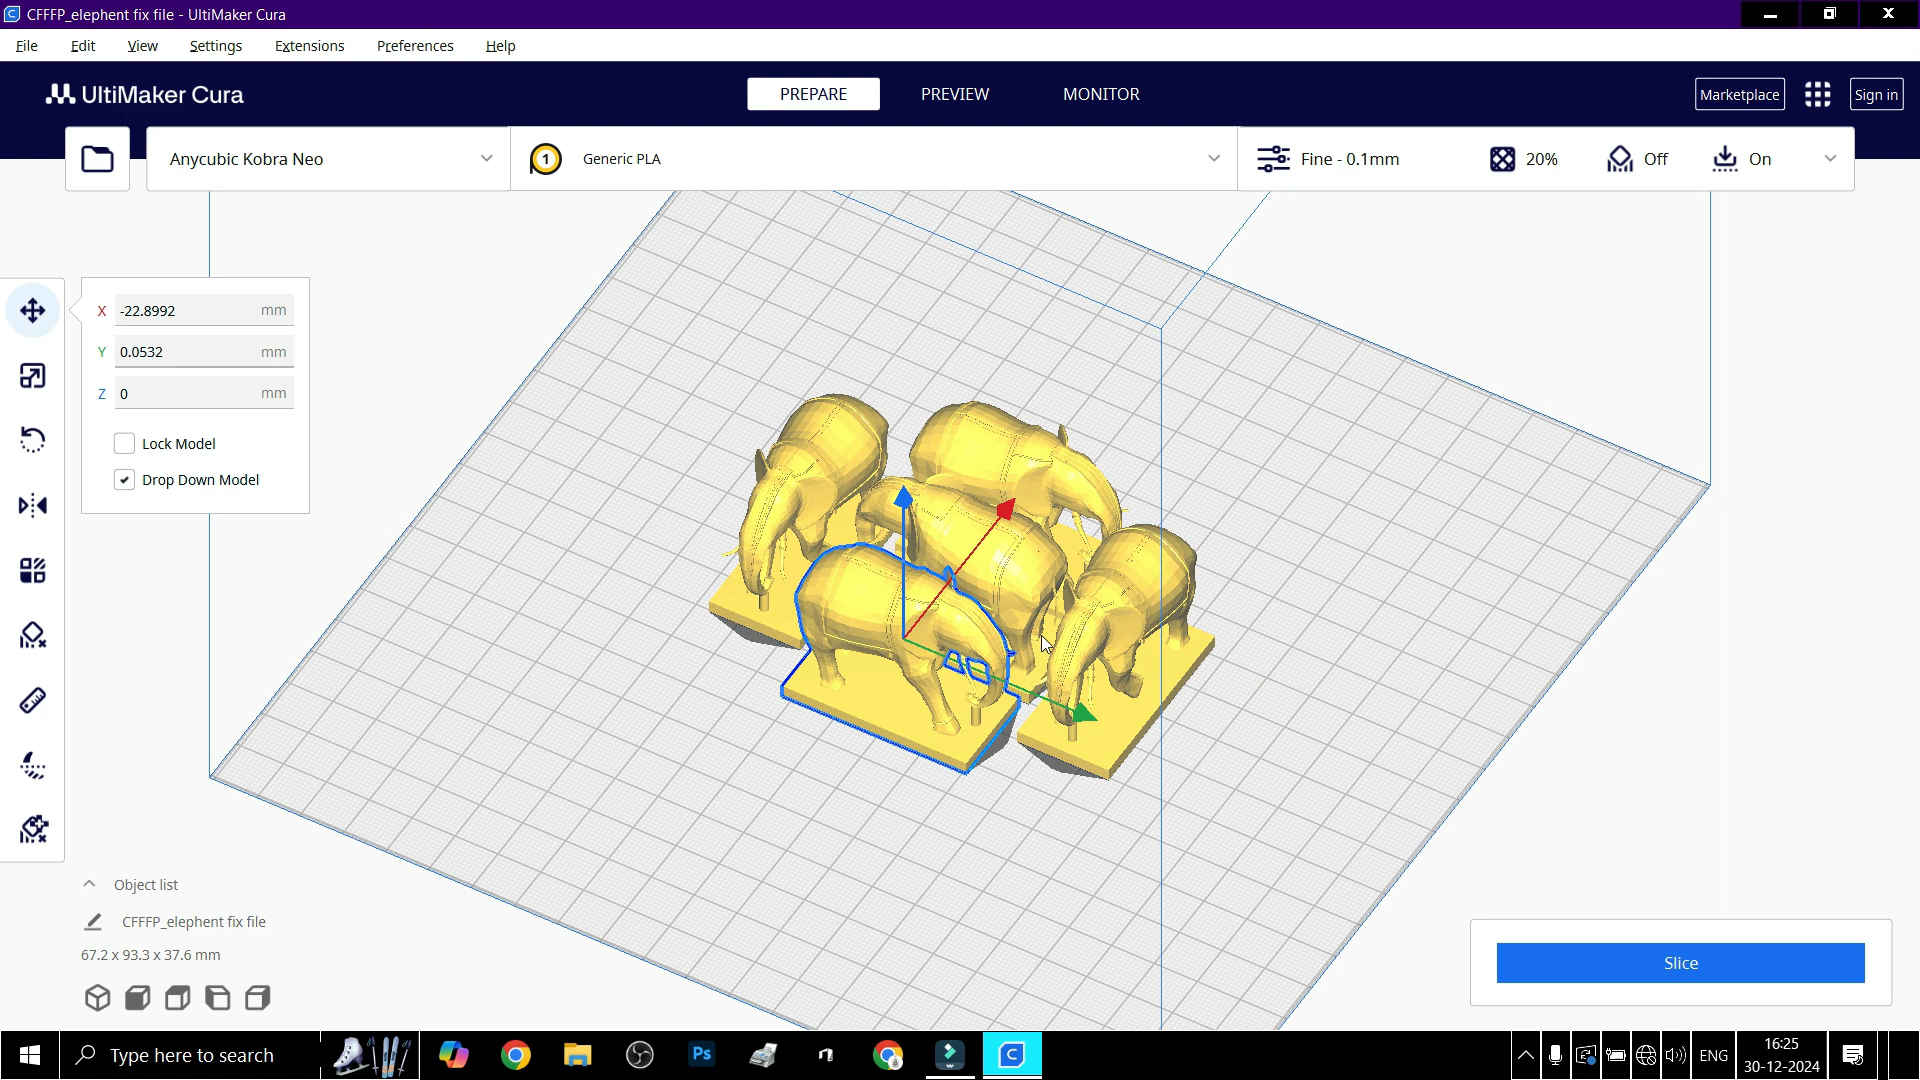 CFFFP_elephent fix file - UltiMaker Cura
File Edit View Settings Extensions Preferences Help
UltiMaker Cura
PREPARE PREVIEW MONITOR
Marketplace
Sign in
Anycubic Kobra Neo
1 Generic PLA
Fine - 0.1mm 20% Off On
X -22.8992 mm
Y 0.0532 mm
Z 0 mm
Lock Model
Drop Down Model
Object list
CFFFP_elephent fix file
67.2 x 93.3 x 37.6 mm
Slice
Type here to search
Ps
ENG
16:25
30-12-2024